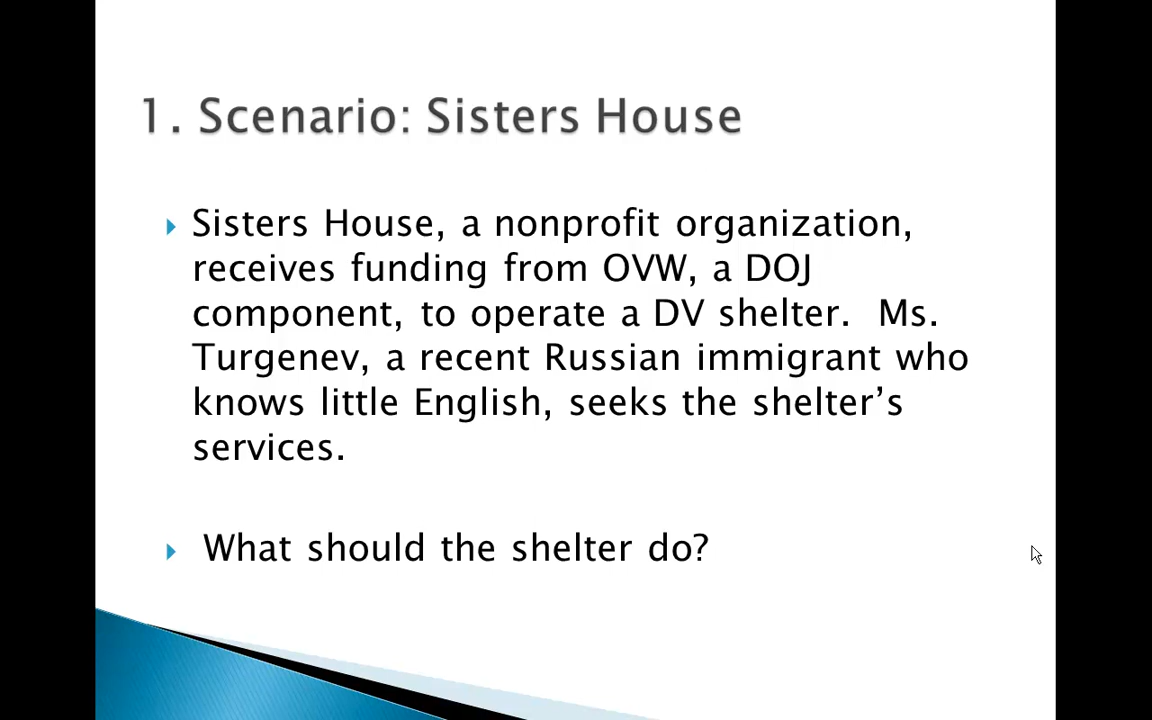 1. Scenario: Sisters House
Sisters House, a nonprofit organization,
receives funding from OVW, a DOJ
component, to operate a DV shelter.  Ms.
Turgenev, a recent Russian immigrant who
knows little English, seeks the shelter’s
services.
What should the shelter do?